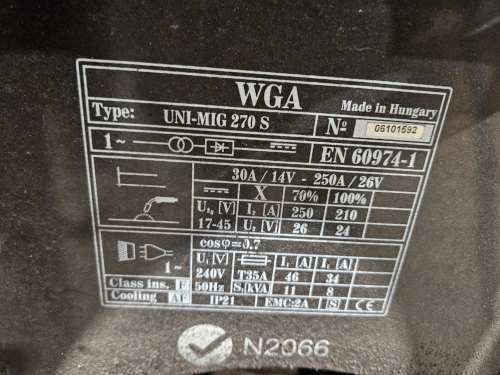 WGA
Made in Hungary
Type: UNI-MIG 270 S
Nº 06101592
1~
EN 60974-1
30A / 14V - 250A / 26V
X 70% 100%
U₀ [V] I₂ [A] 250 210
17-45 U₂ [V] 26 24
cosφ=0.7
U₁ [V] I₁ [A] I₁ [A]
1~ 240V T35A 46 34
Class ins. 50Hz S₁ kVA 11 8
Cooling AF IP21 EMC:2A S CE
N2066